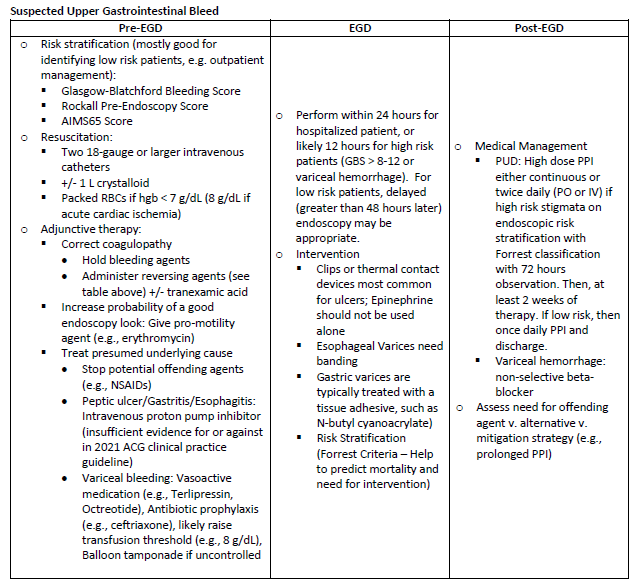 Suspected Upper Gastrointestinal Bleed
Pre-EGD
○ Risk stratification (mostly good for
identifying low risk patients, e.g. outpatient
management):
▪ Glasgow-Blatchford Bleeding Score
▪ Rockall Pre-Endoscopy Score
▪ AIMS65 Score
○ Resuscitation:
▪ Two 18-gauge or larger intravenous
catheters
▪ +/- 1 L crystalloid
▪ Packed RBCs if hgb < 7 g/dL (8 g/dL if
acute cardiac ischemia)
○ Adjunctive therapy:
▪ Correct coagulopathy
● Hold bleeding agents
● Administer reversing agents (see
table above) +/- tranexamic acid
▪ Increase probability of a good
endoscopy look: Give pro-motility
agent (e.g., erythromycin)
▪ Treat presumed underlying cause
● Stop potential offending agents
(e.g., NSAIDs)
● Peptic ulcer/Gastritis/Esophagitis:
Intravenous proton pump inhibitor
(insufficient evidence for or against
in 2021 ACG clinical practice
guideline)
● Variceal bleeding: Vasoactive
medication (e.g., Terlipressin,
Octreotide), Antibiotic prophylaxis
(e.g., ceftriaxone), likely raise
transfusion threshold (e.g., 8 g/dL),
Balloon tamponade if uncontrolled
EGD
○ Perform within 24 hours for
hospitalized patient, or
likely 12 hours for high risk
patients (GBS > 8-12 or
variceal hemorrhage). For
low risk patients, delayed
(greater than 48 hours later)
endoscopy may be
appropriate.
○ Intervention
▪ Clips or thermal contact
devices most common
for ulcers; Epinephrine
should not be used
alone
▪ Esophageal Varices need
banding
▪ Gastric varices are
typically treated with a
tissue adhesive, such as
N-butyl cyanoacrylate)
▪ Risk Stratification
(Forrest Criteria – Help
to predict mortality and
need for intervention)
Post-EGD
○ Medical Management
▪ PUD: High dose PPI
either continuous or
twice daily (PO or IV) if
high risk stigmata on
endoscopic risk
stratification with
Forrest classification
with 72 hours
observation. Then, at
least 2 weeks of
therapy. If low risk, then
once daily PPI and
discharge.
▪ Variceal hemorrhage:
non-selective beta-
blocker
○ Assess need for offending
agent v. alternative v.
mitigation strategy (e.g.,
prolonged PPI)